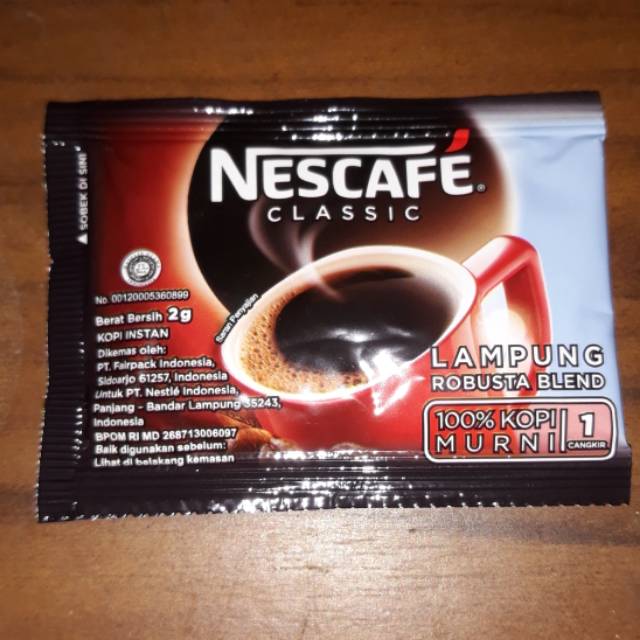 ▲ SOBEK DI SINI
NESCAFÉ®
CLASSIC
No. 00120005360899
Berat Bersih 2g
KOPI INSTAN
Dikemas oleh:
PT. Fairpack Indonesia,
Sidoarjo 61257, Indonesia
Untuk PT. Nestlé Indonesia,
Panjang - Bandar Lampung 35243,
Indonesia
BPOM RI MD 268713006097
Baik digunakan sebelum:
Lihat di belakang kemasan
Saran Penyajian
LAMPUNG
ROBUSTA BLEND
100% KOPI
MURNI
1
CANGKIR